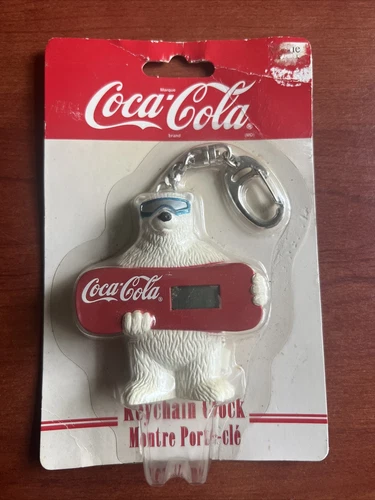 Marque
Coca-Cola®
brand
Coca-Cola®
Keychain Clock
Montre Porte-clé